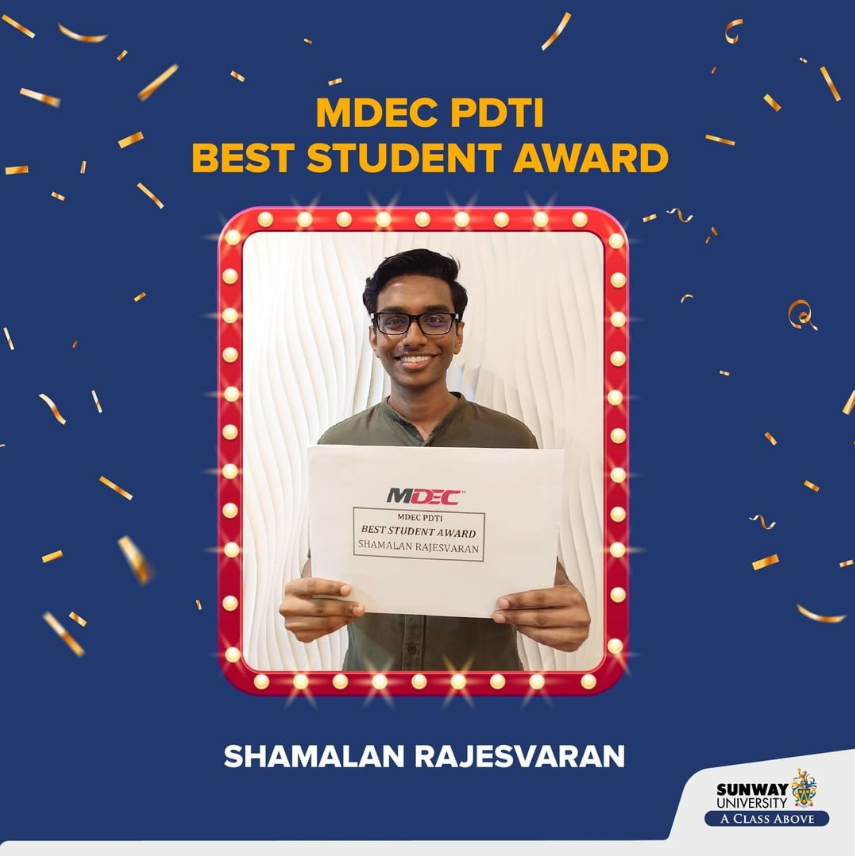 MDEC PDTI
BEST STUDENT AWARD
MDEC
MDEC PDTI
BEST STUDENT AWARD
SHAMALAN RAJESVARAN
SHAMALAN RAJESVARAN
SUNWAY
UNIVERSITY
A CLASS ABOVE